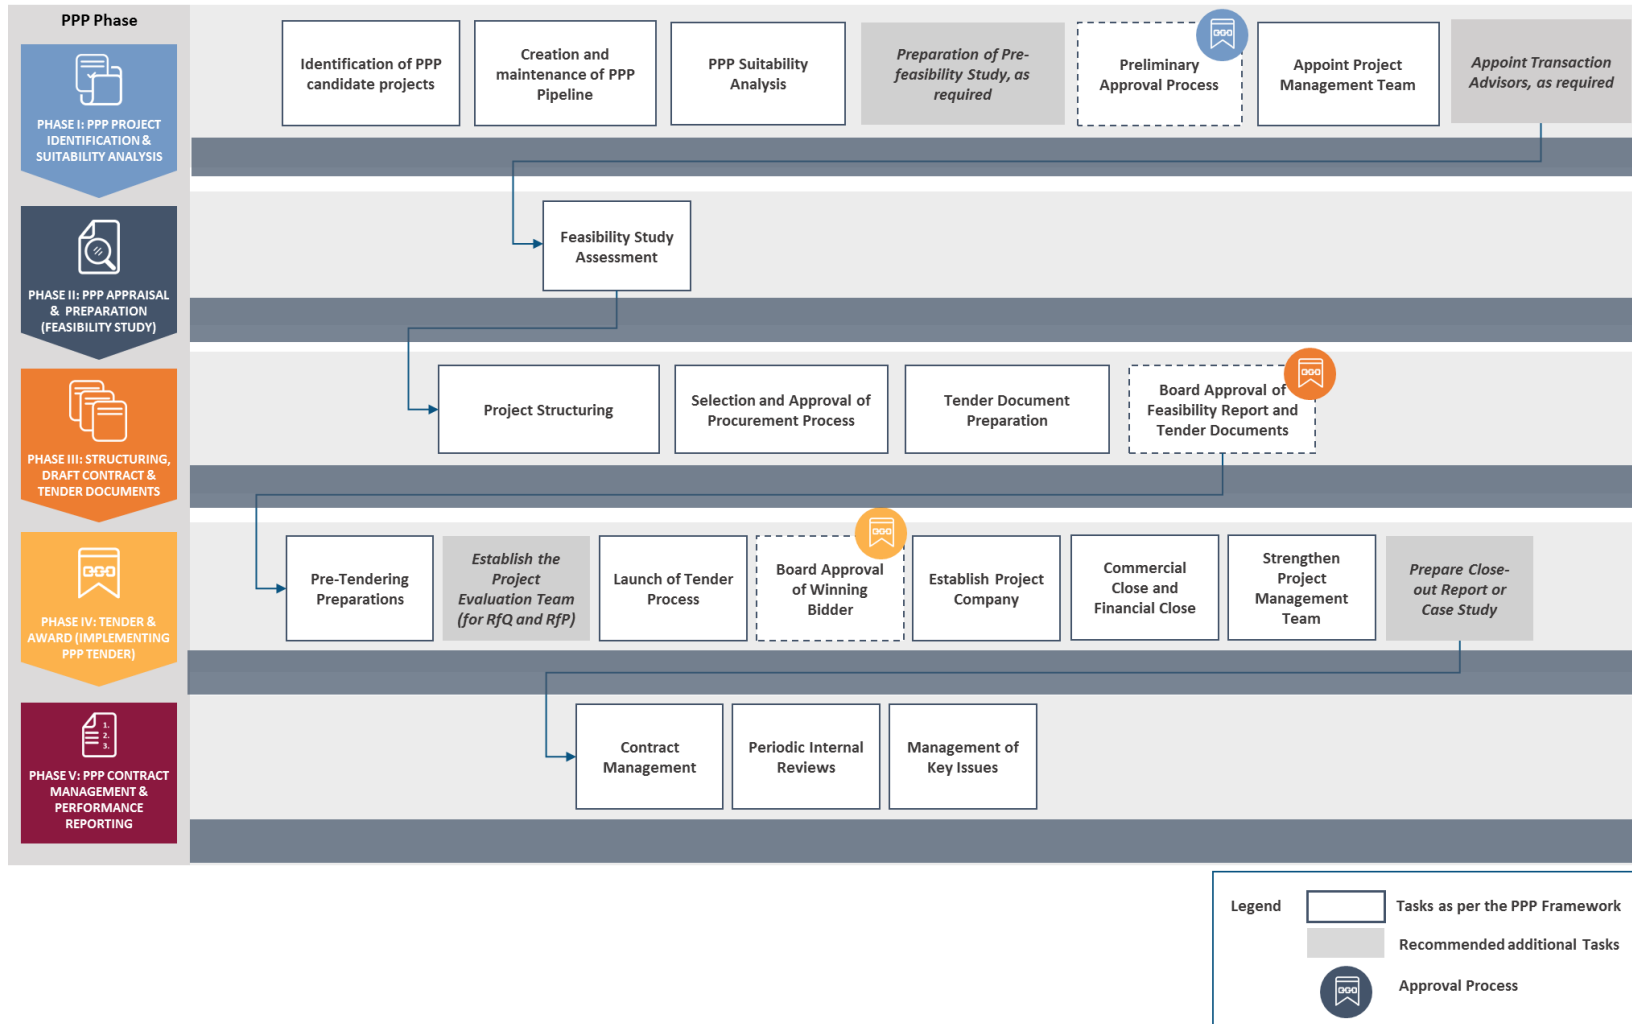 PPP Phase
PHASE I: PPP PROJECT
IDENTIFICATION &
SUITABILITY ANALYSIS
Identification of PPP
candidate projects
Creation and
maintenance of PPP
Pipeline
PPP Suitability
Analysis
Preparation of Pre-
feasibility Study, as
required
Preliminary
Approval Process
Appoint Project
Management Team
Appoint Transaction
Advisors, as required
PHASE II: PPP APPRAISAL
& PREPARATION
(FEASIBILITY STUDY)
Feasibility Study
Assessment
PHASE III: STRUCTURING,
DRAFT CONTRACT &
TENDER DOCUMENTS
Project Structuring
Selection and Approval of
Procurement Process
Tender Document
Preparation
Board Approval of
Feasibility Report and
Tender Documents
PHASE IV: TENDER &
AWARD (IMPLEMENTING
PPP TENDER)
Pre-Tendering
Preparations
Establish the
Project
Evaluation Team
(for RfQ and RfP)
Launch of Tender
Process
Board Approval
of Winning
Bidder
Establish Project
Company
Commercial
Close and
Financial Close
Strengthen
Project
Management
Team
Prepare Close-
out Report or
Case Study
1.
2.
3.
PHASE V: PPP CONTRACT
MANAGEMENT &
PERFORMANCE
REPORTING
Contract
Management
Periodic Internal
Reviews
Management of
Key Issues
Legend
Tasks as per the PPP Framework
Recommended additional Tasks
Approval Process